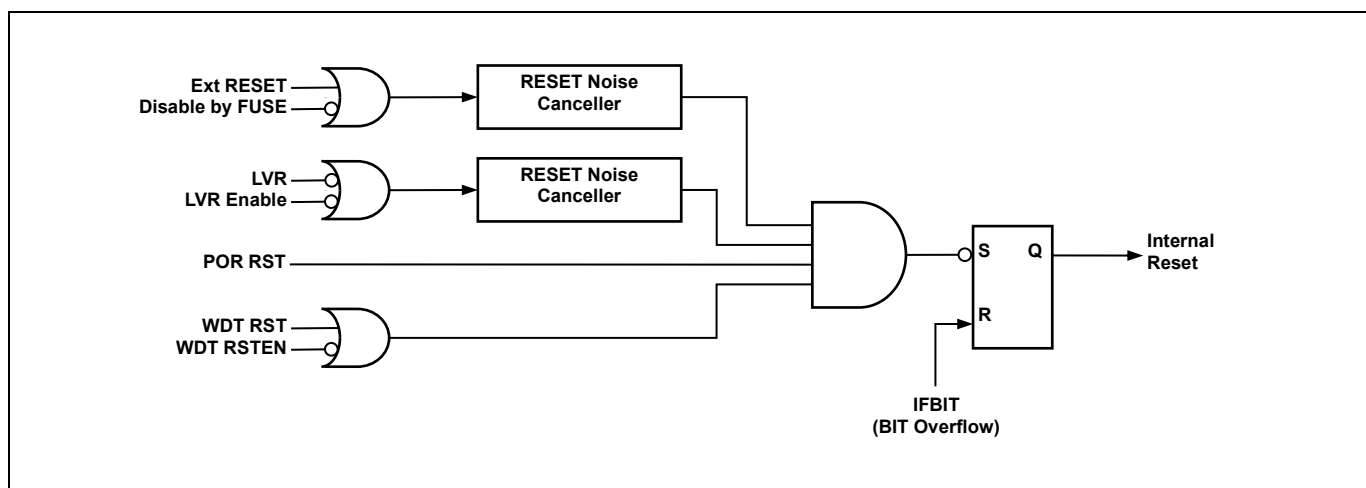 Ext RESET
Disable by FUSE
RESET Noise
Canceller
LVR
LVR Enable
RESET Noise
Canceller
POR RST
WDT RST
WDT RSTEN
S
Q
R
Internal
Reset
IFBIT
(BIT Overflow)